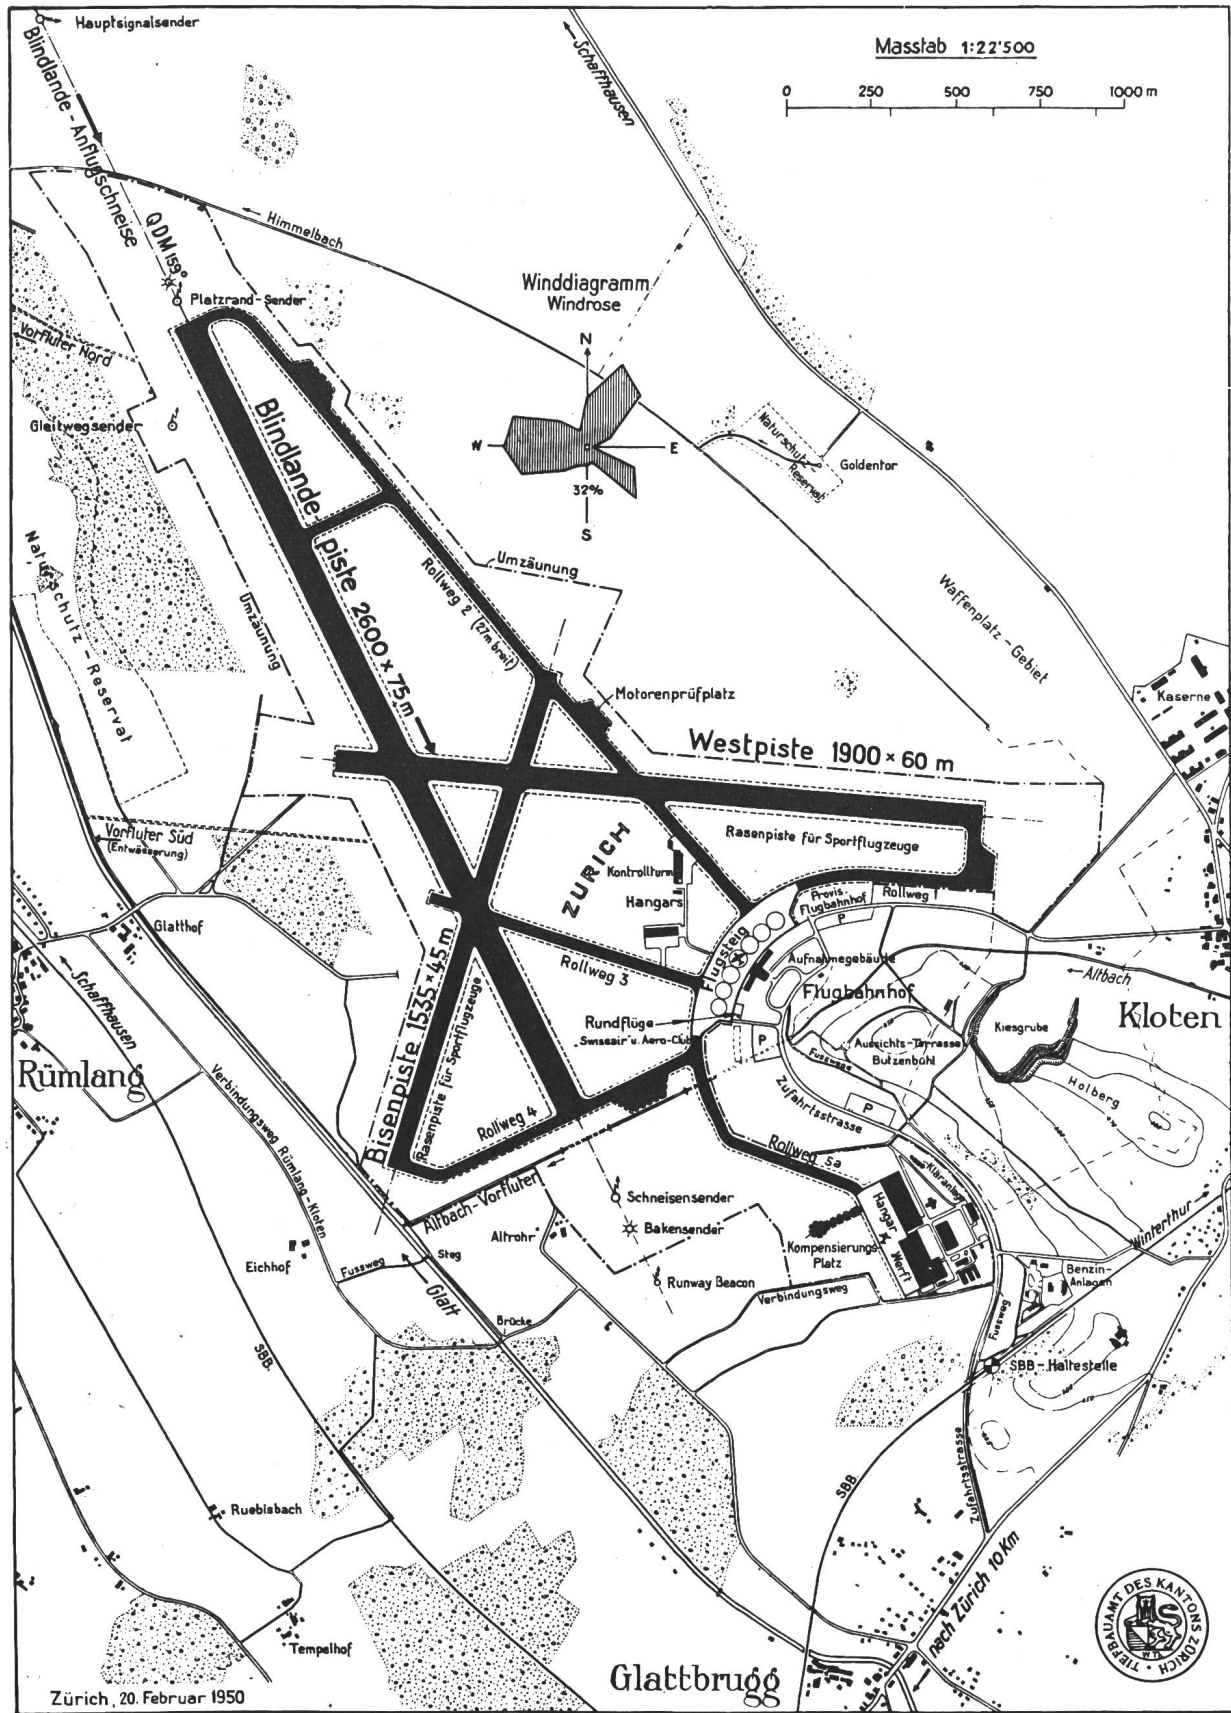 Hauptsignalsender
Blindlande - Anflugschneise
QDM 159°
Schaffhausen
Masstab 1:22'500
0 250 500 750 1000 m
Himmelbach
Platzrand-Sender
Winddiagramm
Windrose
N
W E
32%
S
Vorfluter Nord
Gleitwegsender
Naturschutz
Reservat
Goldentor
Blindlande-
piste 2600 × 75 m
Rollweg 2 (27m breit)
Umzäunung
Umzäunung
Naturschutz - Reservat
Waffenplatz - Gebiet
Kaserne
Motorenprüfplatz
Westpiste 1900 × 60 m
Rasenpiste für Sportflugzeuge
Vorfluter Süd
(Entwässerung)
ZÜRICH
Kontrollturm
Hangars
Provis.
Flugbahnhof
Rollweg 1
P
Glatthof
Schaffhausen
Rollweg 3
Flugsteig
Aufnahmegebäude
Flugbahnhof
Altbach
Kloten
Rundflüge
Swissair u. Aero-Club
P
Fusswege
Aussichts-Terrasse
Butzenbühl
Kiesgrube
Holberg
Rümlang
Verbindungsweg Rümlang - Kloten
Bisenpiste 1535 × 45 m
Rasenpiste für Sportflugzeuge
Rollweg 4
Zufahrtsstrasse
P
Rollweg 5a
Kläranlage
Altbach-Vorfluter
Schneisensender
Bakensender
Hangar
Werft
Kompensierungs-
Platz
Winterthur
Altrohr
Eichhof
Fussweg
Steg
Glatt
Runway Beacon
Verbindungsweg
Benzin-
Anlagen
Fussweg
Brücke
SBB.
SBB-Haltestelle
SBB.
Zufahrtsstrasse
Ruebisbach
Tempelhof
nach Zürich 10 Km
Glattbrugg
Zürich, 20. Februar 1950
TIEFBAUAMT DES KANTONS ZÜRICH